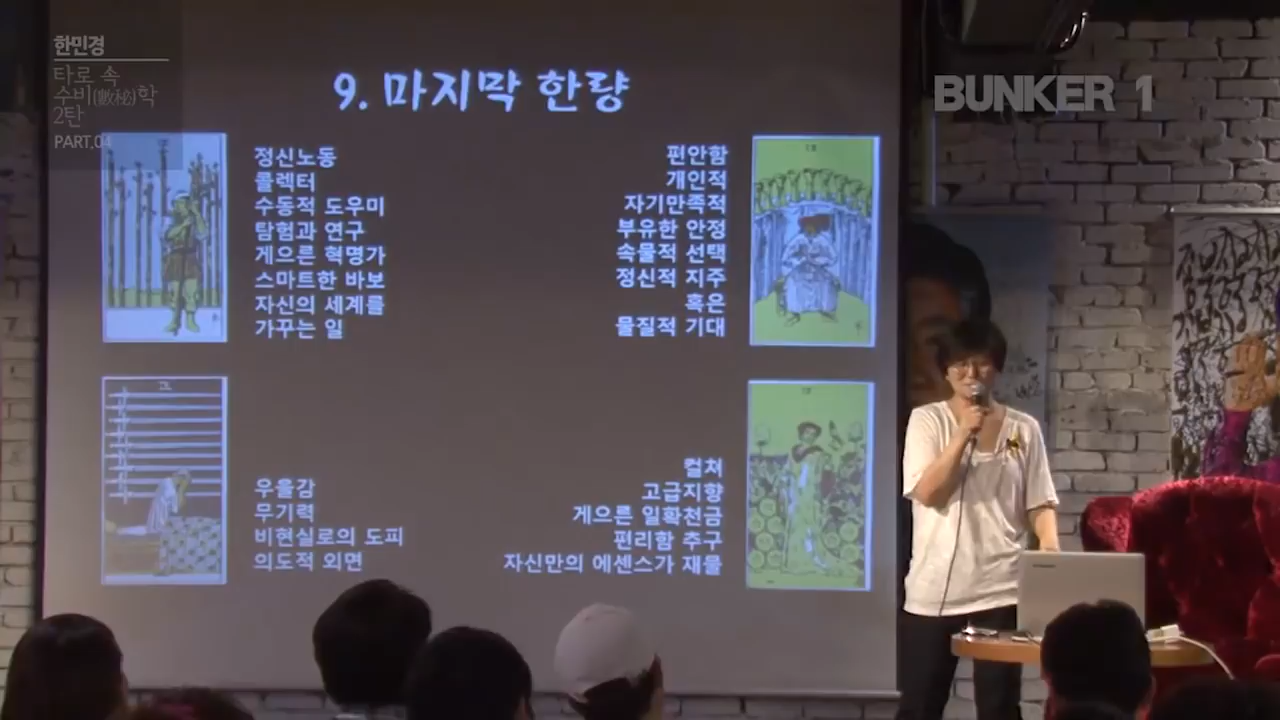 한민경
타로 속
수비(數秘)학
2탄
PART.04
BUNKER 1
9. 마지막 한량
정신노동
콜렉터
수동적 도우미
탐험과 연구
게으른 혁명가
스마트한 바보
자신의 세계를
가꾸는 일
편안함
개인적
자기만족적
부유한 안정
속물적 선택
정신적 지주
혹은
물질적 기대
우울감
무기력
비현실로의 도피
의도적 외면
컬쳐
고급지향
게으른 일확천금
편리함 추구
자신만의 에센스가 재물